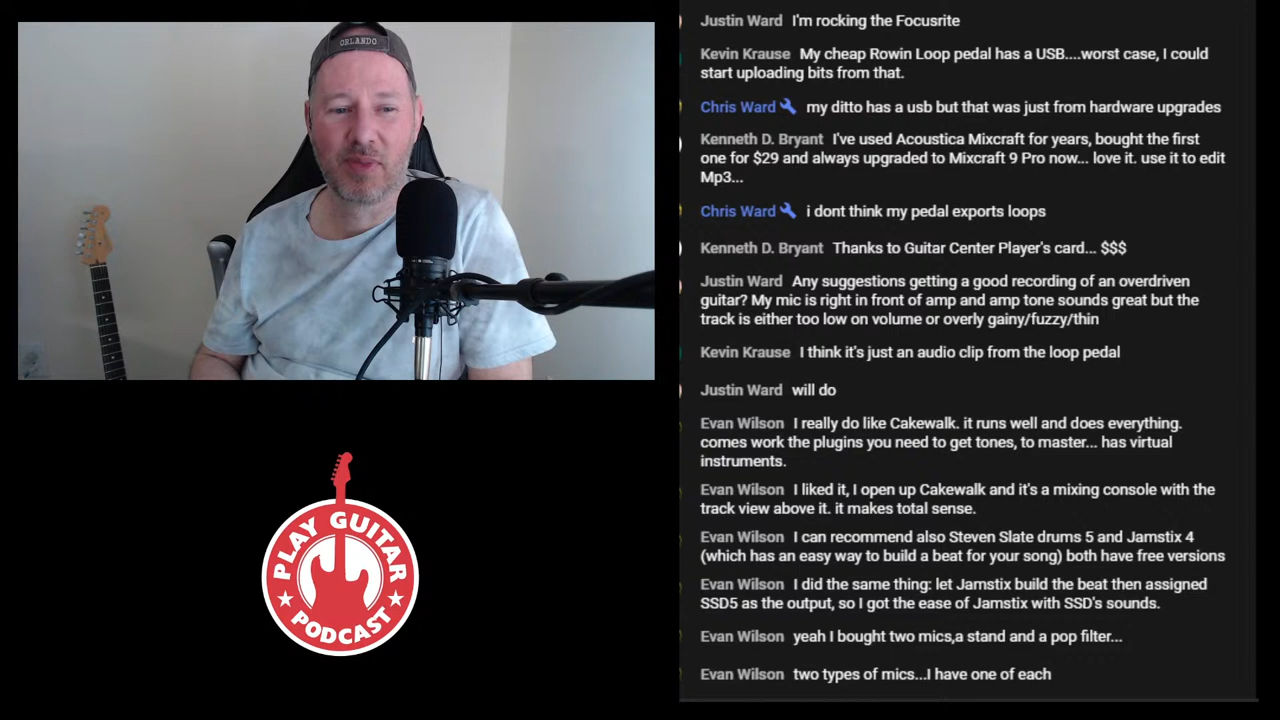 ORLANDO
PLAY GUITAR
PODCAST
Justin Ward I'm rocking the Focusrite
Kevin Krause My cheap Rowin Loop pedal has a USB....worst case, I could
start uploading bits from that.
Chris Ward my ditto has a usb but that was just from hardware upgrades
Kenneth D. Bryant I've used Acoustica Mixcraft for years, bought the first
one for $29 and always upgraded to Mixcraft 9 Pro now... love it. use it to edit
Mp3...
Chris Ward i dont think my pedal exports loops
Kenneth D. Bryant Thanks to Guitar Center Player's card... $$$
Justin Ward Any suggestions getting a good recording of an overdriven
guitar? My mic is right in front of amp and amp tone sounds great but the
track is either too low on volume or overly gainy/fuzzy/thin
Kevin Krause I think it's just an audio clip from the loop pedal
Justin Ward will do
Evan Wilson I really do like Cakewalk. it runs well and does everything.
comes work the plugins you need to get tones, to master... has virtual
instruments.
Evan Wilson I liked it, I open up Cakewalk and it's a mixing console with the
track view above it. it makes total sense.
Evan Wilson I can recommend also Steven Slate drums 5 and Jamstix 4
(which has an easy way to build a beat for your song) both have free versions
Evan Wilson I did the same thing: let Jamstix build the beat then assigned
SSD5 as the output, so I got the ease of Jamstix with SSD's sounds.
Evan Wilson yeah I bought two mics,a stand and a pop filter...
Evan Wilson two types of mics...I have one of each